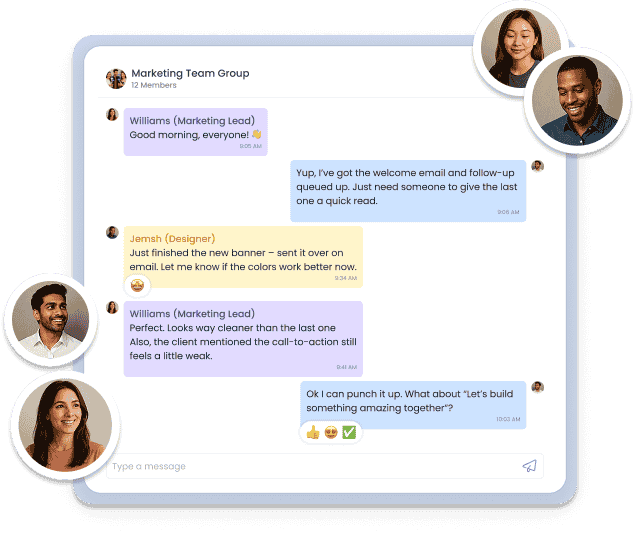 Marketing Team Group
12 Members
Williams (Marketing Lead)
Good morning, everyone! 👋
9:05 AM
Yup, I've got the welcome email and follow-up
queued up. Just need someone to give the last
one a quick read.
9:08 AM
Jemsh (Designer)
Just finished the new banner – sent it over on
email. Let me know if the colors work better now.
9:34 AM
🤩
Williams (Marketing Lead)
Perfect. Looks way cleaner than the last one
Also, the client mentioned the call-to-action still
feels a little weak.
9:41 AM
Ok I can punch it up. What about “Let's build
something amazing together”?
10:03 AM
👍 😍 ✅
Type a message